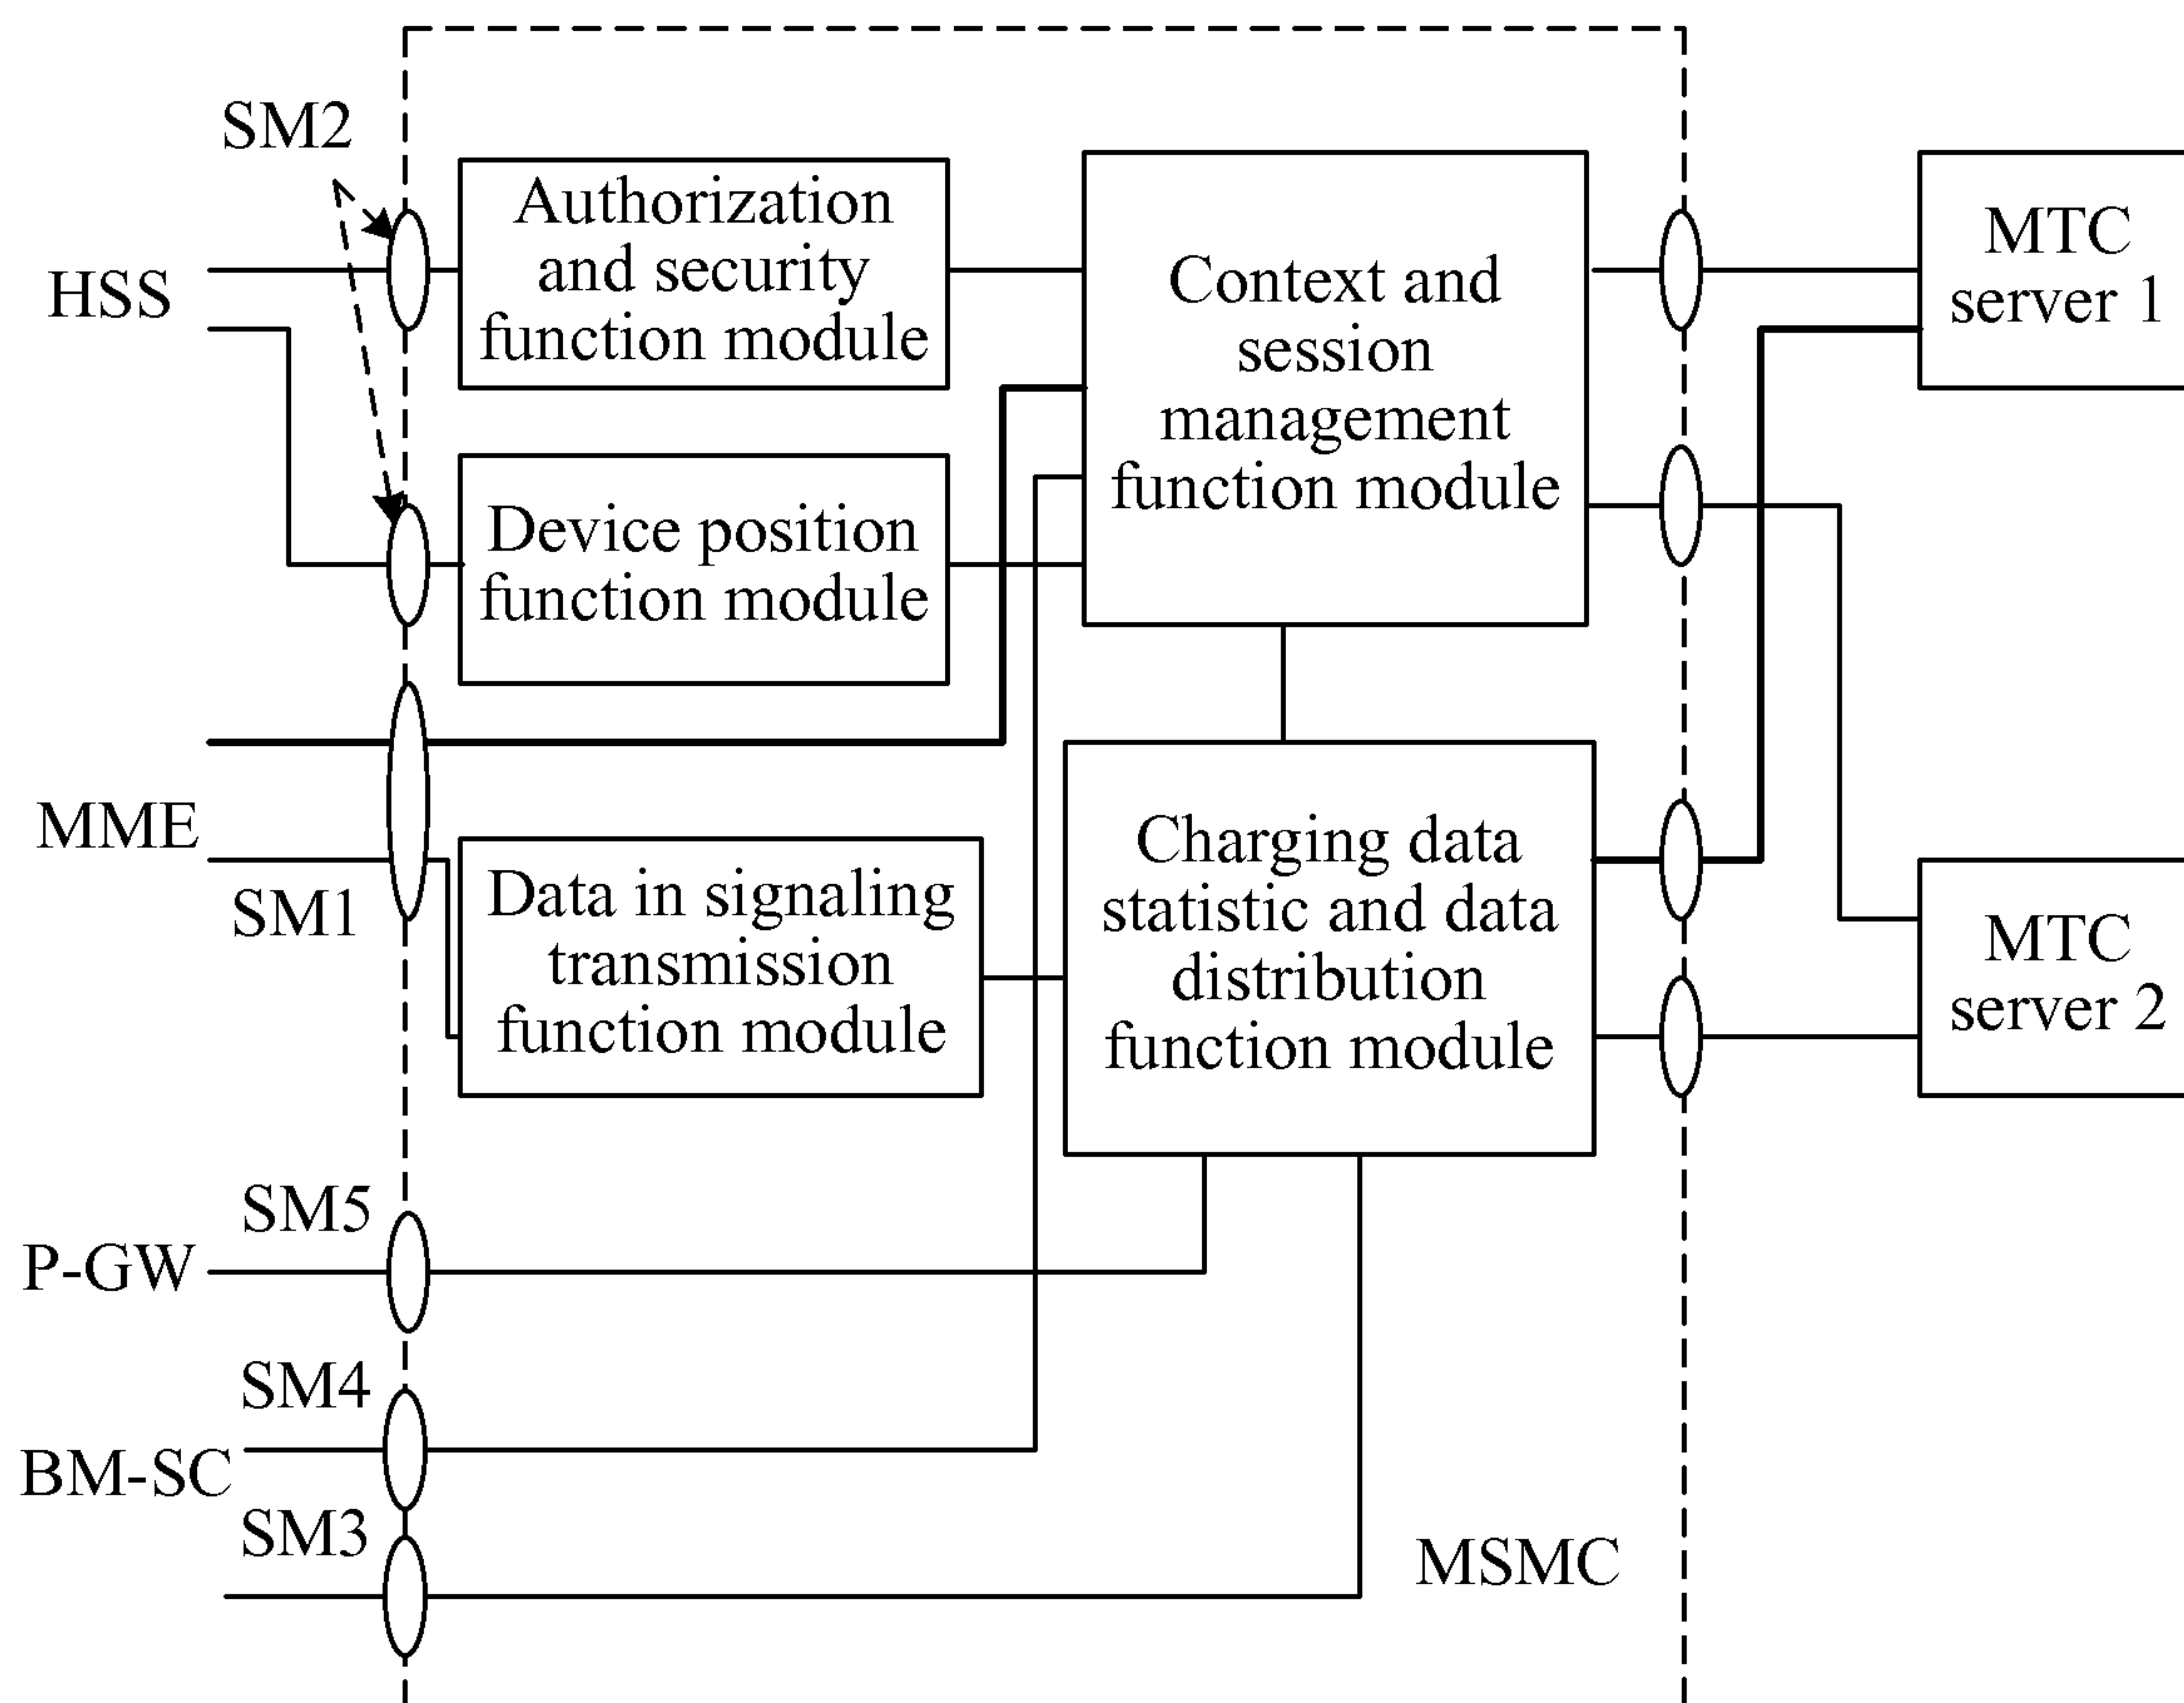 SM2
HSS
Authorization
and security
function module
Context and
session
management
function module
MTC
server 1
Device position
function module
MME
SM1
Data in signaling
transmission
function module
Charging data
statistic and data
distribution
function module
MTC
server 2
SM5
P-GW
SM4
BM-SC
SM3
MSMC